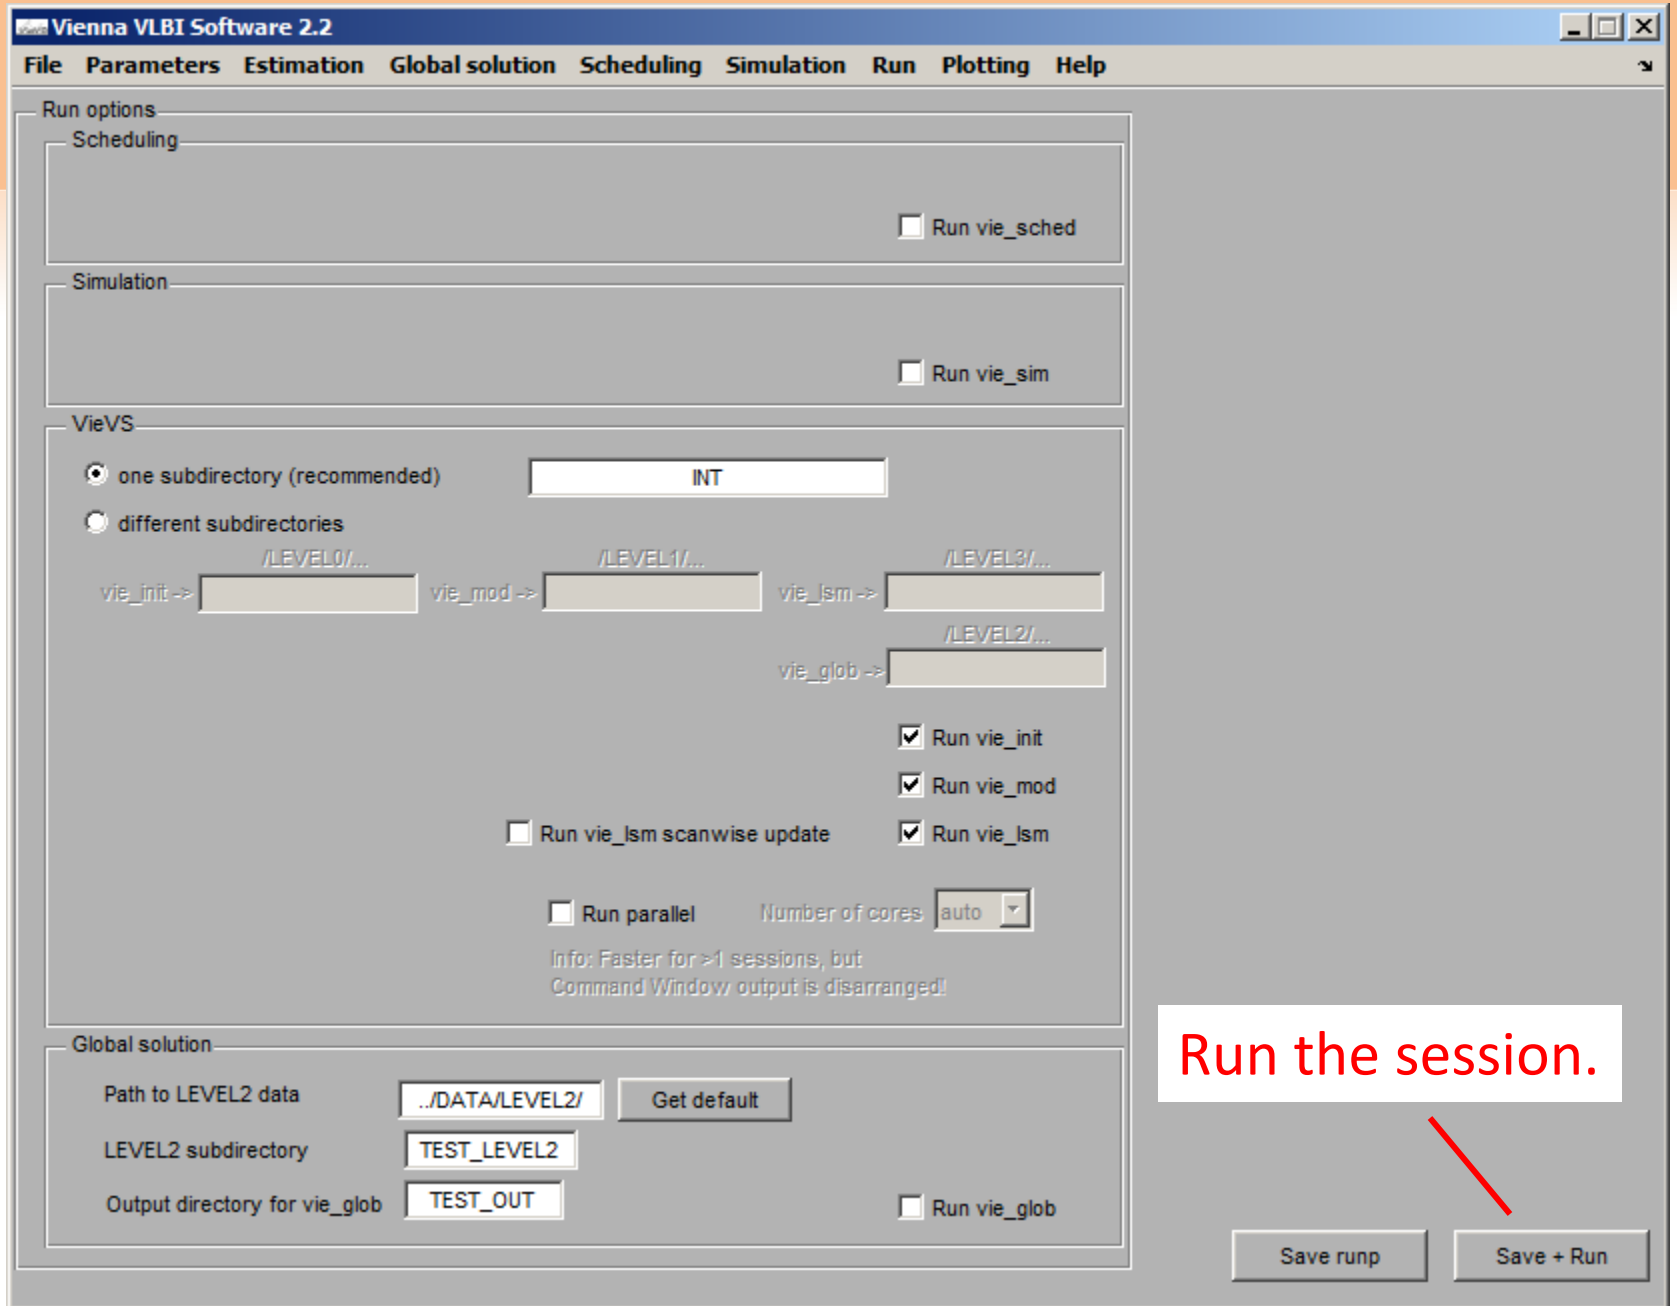 Vienna VLBI Software 2.2
File Parameters Estimation Global solution Scheduling Simulation Run Plotting Help
Run options
Scheduling
Run vie_sched
Simulation
Run vie_sim
VieVS
one subdirectory (recommended) INT
different subdirectories
/LEVEL0/... /LEVEL1/... /LEVEL3/...
vie_init -> vie_mod -> vie_lsm ->
/LEVEL2/...
vie_glob ->
Run vie_init
Run vie_mod
Run vie_lsm scanwise update Run vie_lsm
Run parallel Number of cores auto
Info: Faster for >1 sessions, but
Command Window output is disarranged!
Global solution
Run the session.
Path to LEVEL2 data ../DATA/LEVEL2/ Get default
LEVEL2 subdirectory TEST_LEVEL2
Output directory for vie_glob TEST_OUT Run vie_glob
Save runp Save + Run